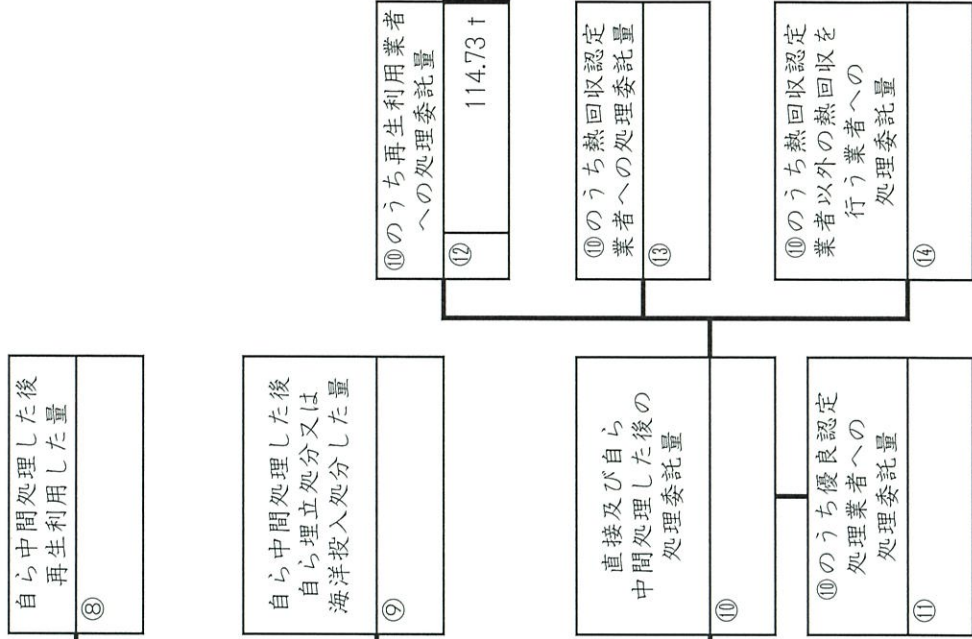 自ら中間処理した後
再生利用した量
⑧
自ら中間処理した後
自ら埋立処分又は
海洋投入処分した量
⑨
直接及び自ら
中間処理した後の
処理委託量
⑩
⑩のうち優良認定
処理業者への
処理委託量
⑪
⑩のうち再生利用業者
への処理委託量
⑫
114.73 t
⑩のうち熱回収認定
業者への処理委託量
⑬
⑩のうち熱回収認定
業者以外の熱回収を
行う業者への
処理委託量
⑭